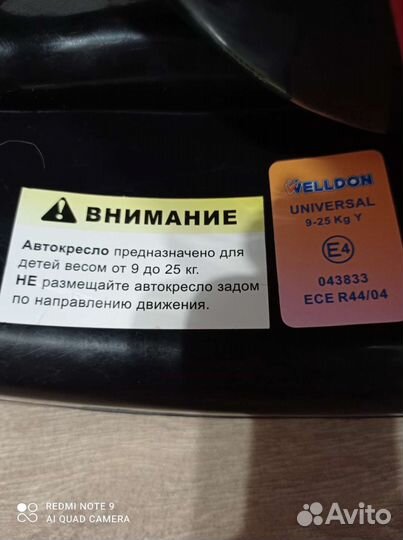 ВНИМАНИЕ
Автокресло предназначено для
детей весом от 9 до 25 кг.
НЕ размещайте автокресло задом
по направлению движения.
WELLDON
UNIVERSAL
9-25 Kg Y
E4
043833
ECE R44/04
REDMI NOTE 9
AI QUAD CAMERA
Avito